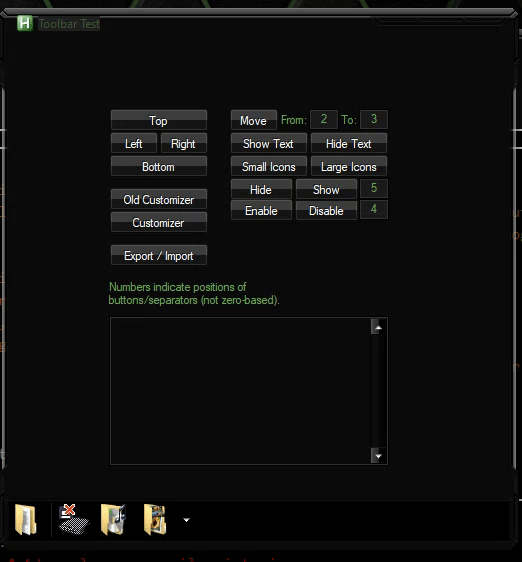 H Toolbar Test
Top
Move From: 2 To: 3
Left Right
Show Text Hide Text
Bottom
Small Icons Large Icons
Hide Show 5
Old Customizer
Enable Disable 4
Customizer
Export / Import
Numbers indicate positions of
buttons/separators (not zero-based).